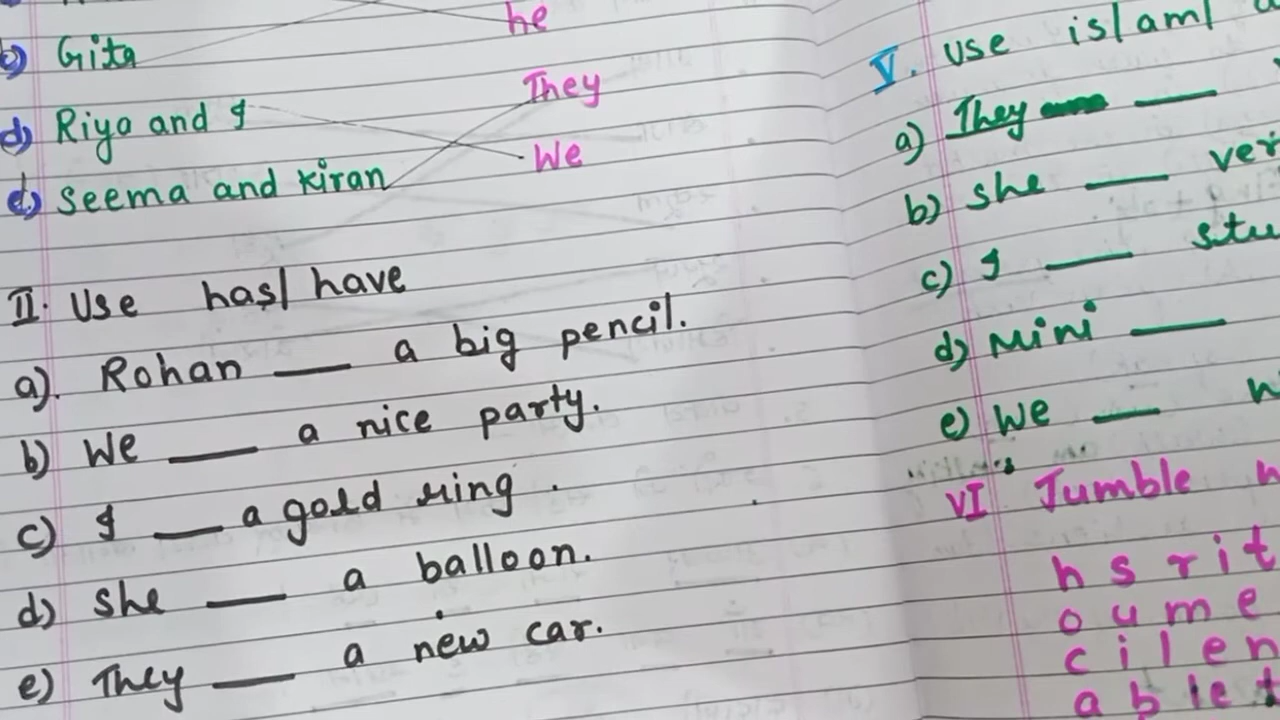 he
b) Gita
They
d) Riya and I
We
e) Seema and Kiran
II. Use has/have
a). Rohan ___ a big pencil.
b) We ___ a nice party.
c) I ___ a gold ring.
d) She ___ a balloon.
e) They ___ a new car.
V. Use is/am/
a) They ___
b) She ___
c) I ___
d) Mini ___
e) We ___
VI Jumble
h s r i t
o u m e
c i l e n
a b l e t